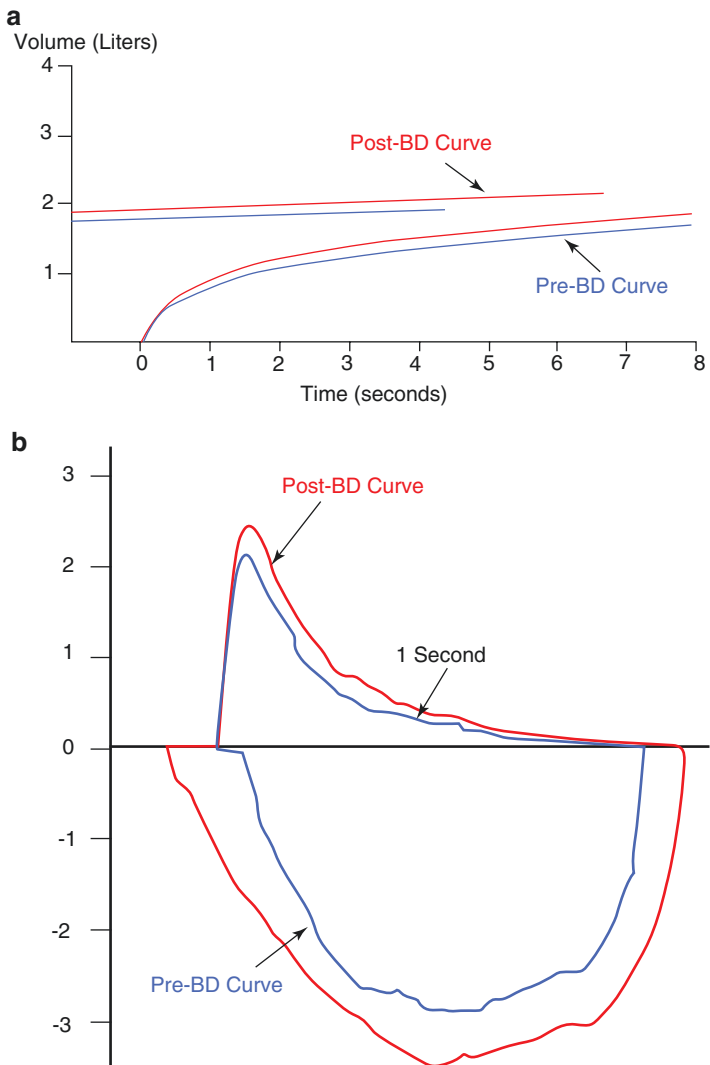 a
Volume (Liters)
4
3
2
1
Post-BD Curve
Pre-BD Curve
0 1 2 3 4 5 6 7 8
Time (seconds)
b
3
2
1
0
-1
-2
-3
Post-BD Curve
1 Second
Pre-BD Curve